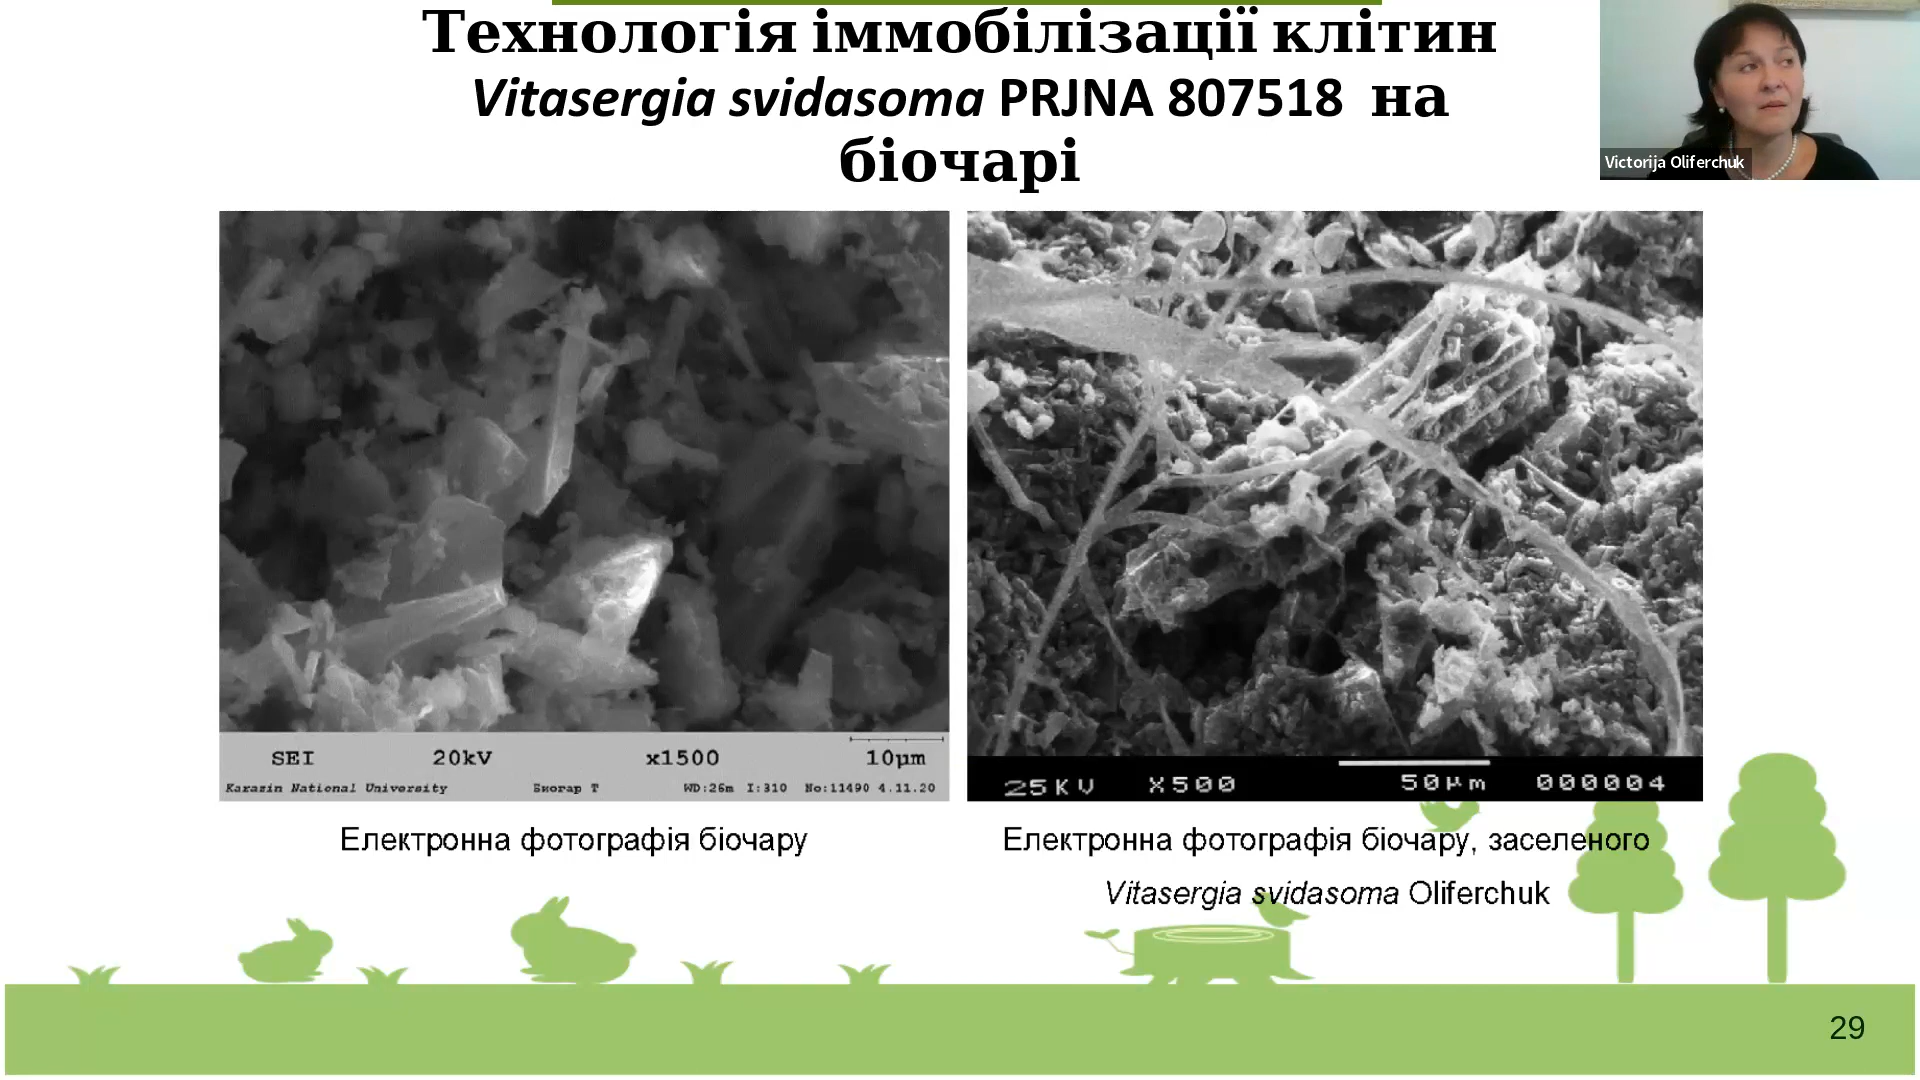 Технологія іммобілізації клітин
Vitasergia svidasoma PRJNA 807518 на
біочарі
Victorija Oliferchuk
SEI 20kV x1500 10µm
Karazin National University Биогар Т WD:26m I:310 No:11490 4.11.20
25KV X500 50µm 000004
Електронна фотографія біочару
Електронна фотографія біочару, заселеного
Vitasergia svidasoma Oliferchuk
29